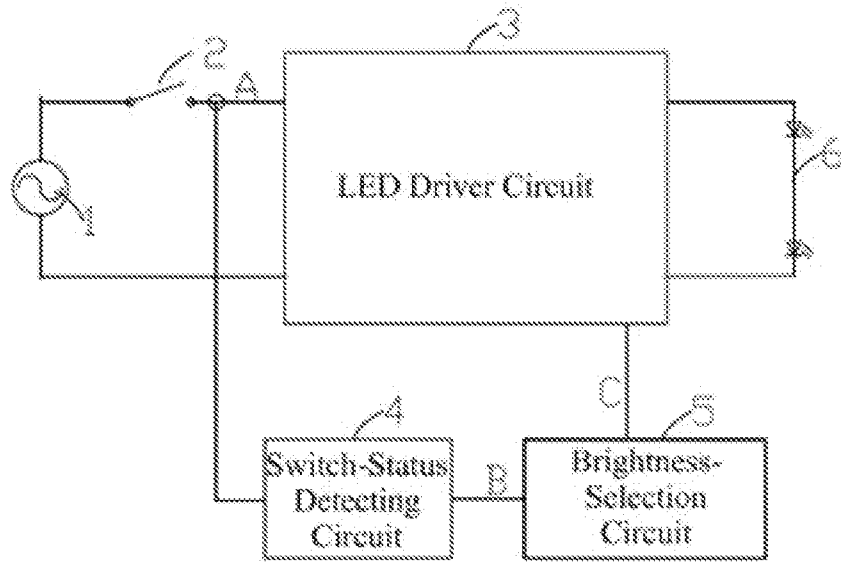 3
2
A
LED Driver Circuit
6
1
C
4
5
Switch-Status
Detecting
Circuit
B
Brightness-
Selection
Circuit